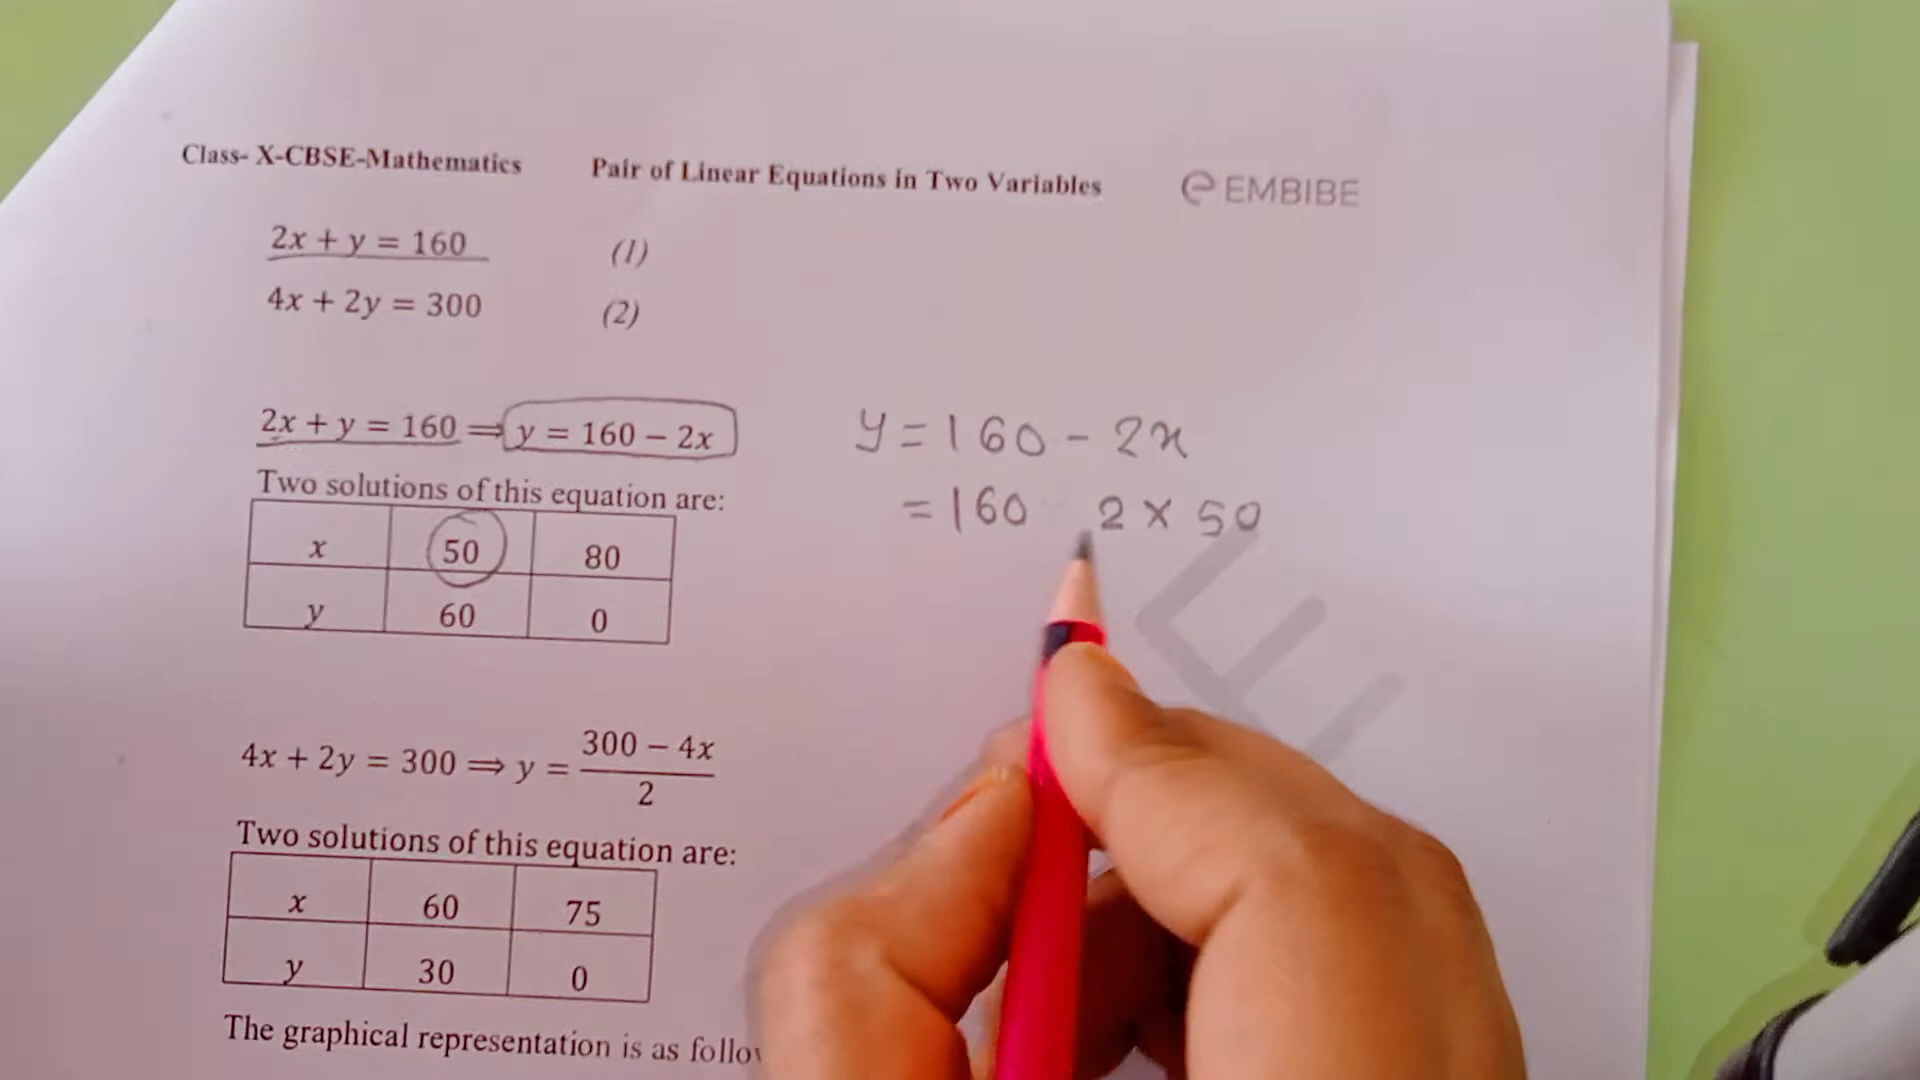 Class- X-CBSE-Mathematics Pair of Linear Equations in Two Variables EMBIBE
2x + y = 160 (1)
4x + 2y = 300 (2)
2x + y = 160 ⟹ y = 160 − 2x
y = 160 - 2x
= 160 2 × 50
Two solutions of this equation are:
x 50 80
y 60 0
4x + 2y = 300 ⟹ y = (300 − 4x)/2
Two solutions of this equation are:
x 60 75
y 30 0
The graphical representation is as